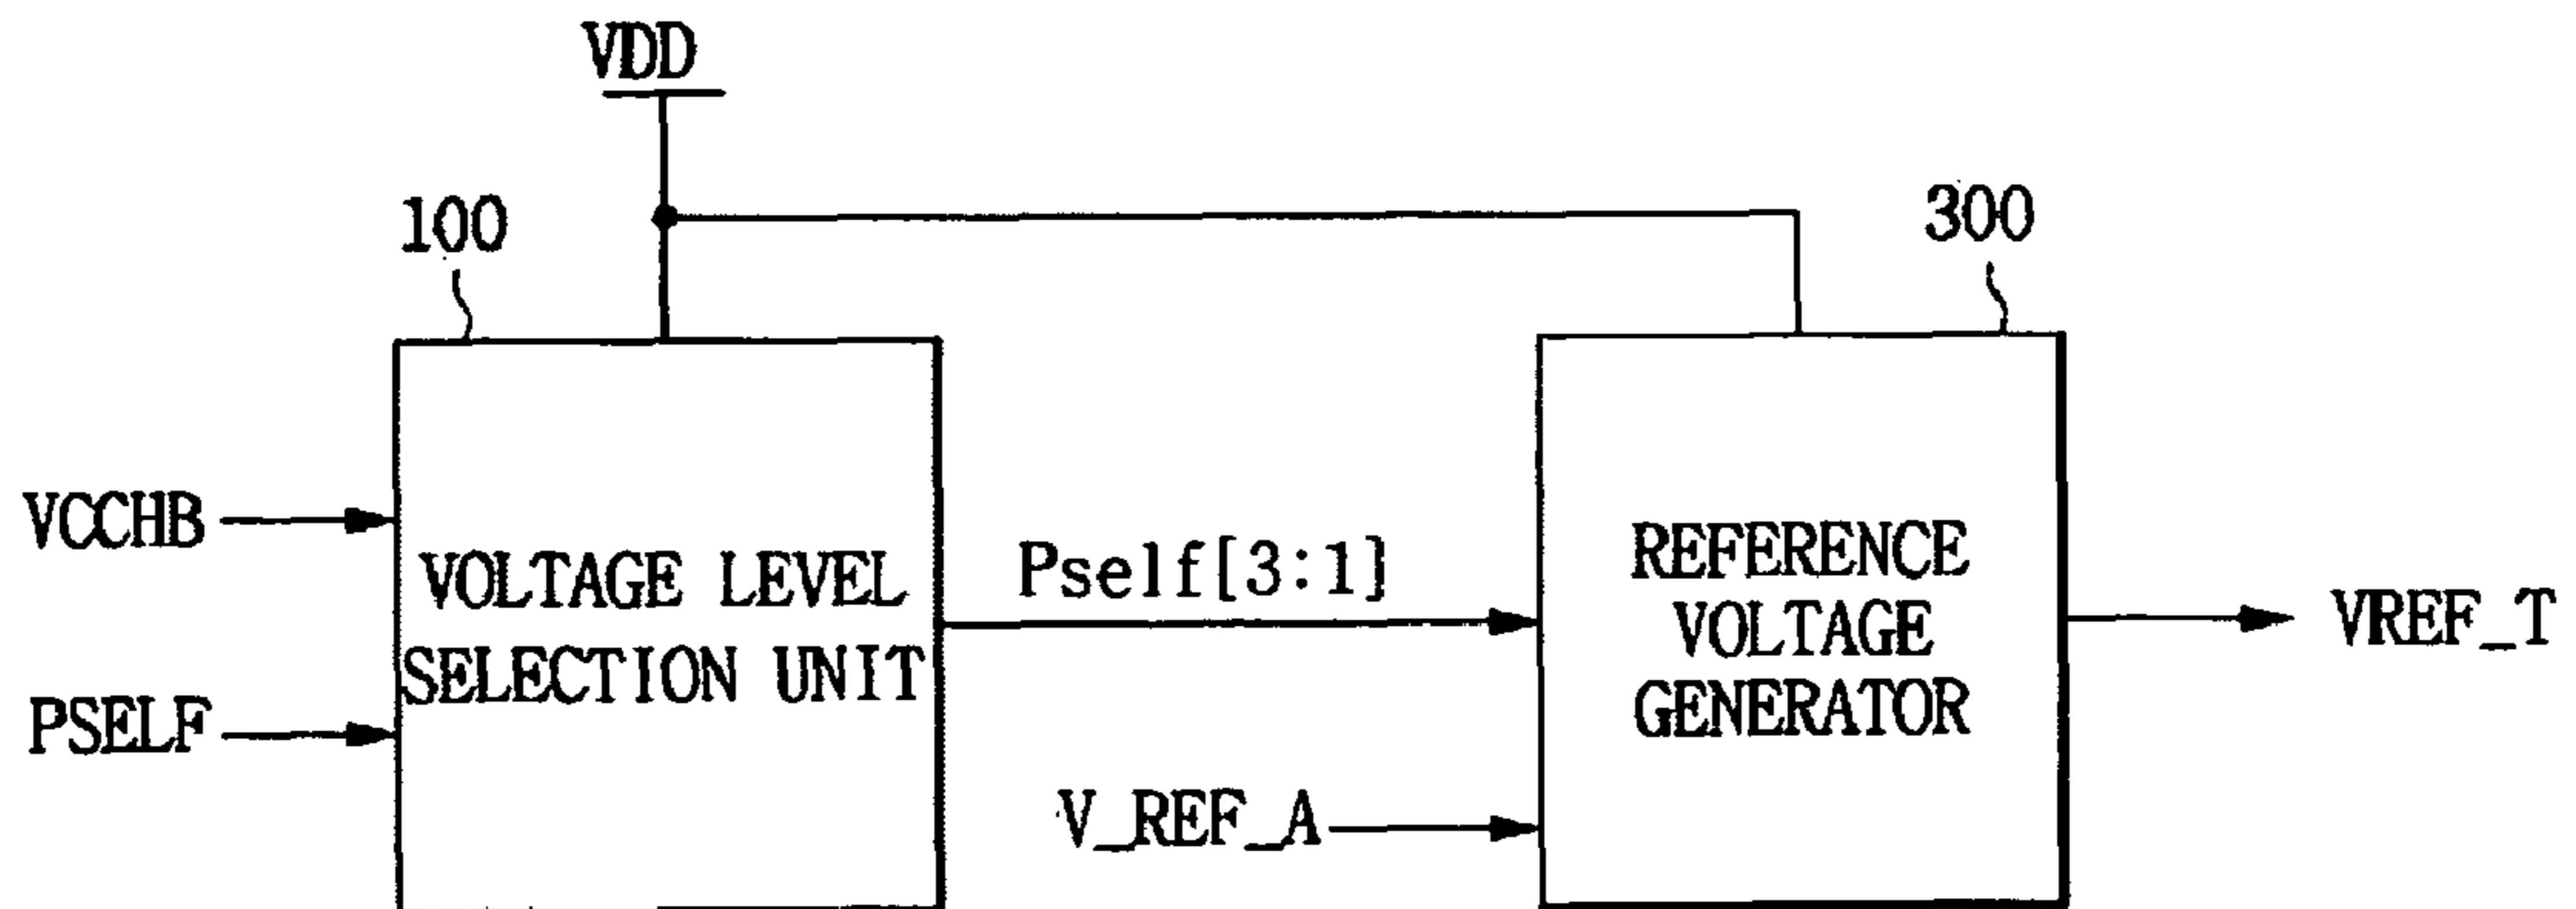 VDD
100
300
VCCHB
PSELF
VOLTAGE LEVEL
SELECTION UNIT
Pself[3:1]
V_REF_A
REFERENCE
VOLTAGE
GENERATOR
VREF_T